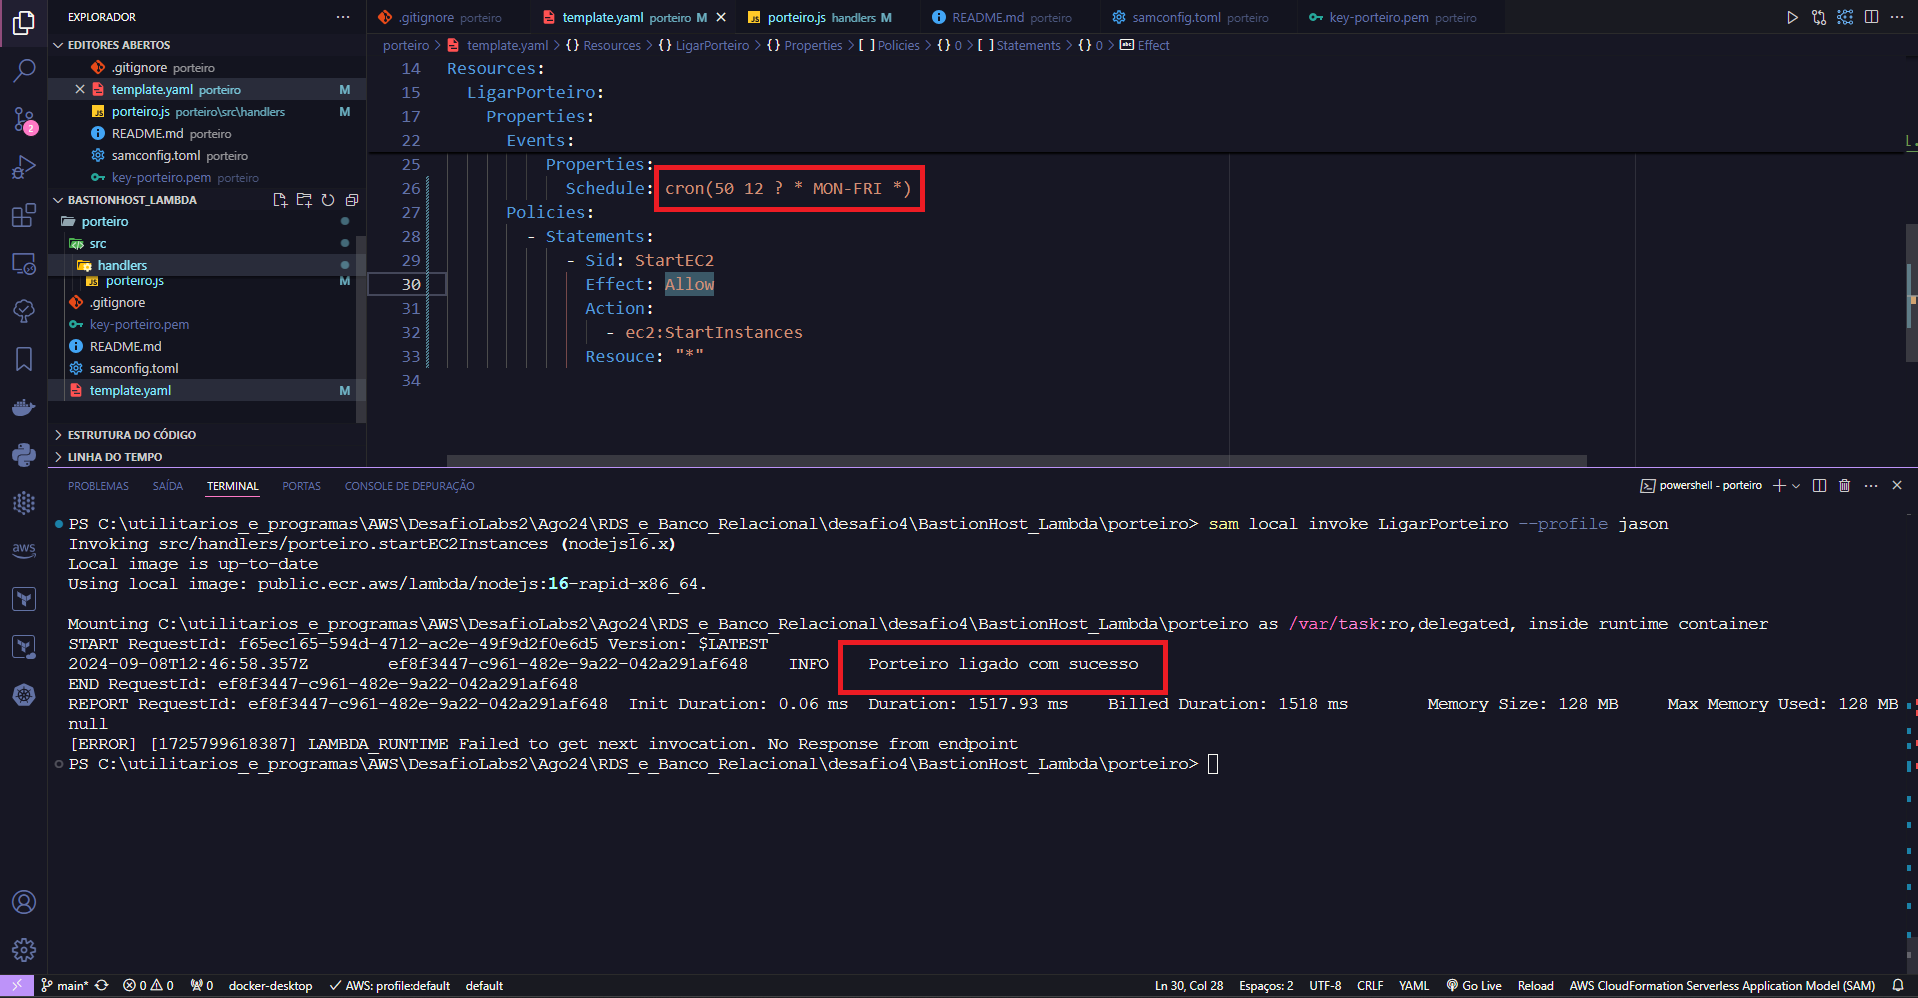 EXPLORADOR
EDITORES ABERTOS
.gitignore porteiro
template.yaml porteiro M
porteiro.js porteiro\src\handlers M
README.md porteiro
samconfig.toml porteiro
key-porteiro.pem porteiro
BASTIONHOST_LAMBDA
porteiro
src
handlers
porteiro.js M
.gitignore
key-porteiro.pem
README.md
samconfig.toml
template.yaml M
ESTRUTURA DO CÓDIGO
LINHA DO TEMPO
.gitignore porteiro template.yaml porteiro M porteiro.js handlers M README.md porteiro samconfig.toml porteiro key-porteiro.pem porteiro
porteiro > template.yaml > {} Resources > {} LigarPorteiro > {} Properties > [ ] Policies > {} 0 > [ ] Statements > {} 0 > abc Effect
14 Resources:
15 LigarPorteiro:
17 Properties:
22 Events:
25 Properties:
26 Schedule: cron(50 12 ? * MON-FRI *)
27 Policies:
28 - Statements:
29 - Sid: StartEC2
30 Effect: Allow
31 Action:
32 - ec2:StartInstances
33 Resouce: "*"
34
PROBLEMAS SAÍDA TERMINAL PORTAS CONSOLE DE DEPURAÇÃO powershell - porteiro
PS C:\utilitarios_e_programas\AWS\DesafioLabs2\Ago24\RDS_e_Banco_Relacional\desafio4\BastionHost_Lambda\porteiro> sam local invoke LigarPorteiro --profile jason
Invoking src/handlers/porteiro.startEC2Instances (nodejs16.x)
Local image is up-to-date
Using local image: public.ecr.aws/lambda/nodejs:16-rapid-x86_64.
Mounting C:\utilitarios_e_programas\AWS\DesafioLabs2\Ago24\RDS_e_Banco_Relacional\desafio4\BastionHost_Lambda\porteiro as /var/task:ro,delegated, inside runtime container
START RequestId: f65ec165-594d-4712-ac2e-49f9d2f0e6d5 Version: $LATEST
2024-09-08T12:46:58.357Z ef8f3447-c961-482e-9a22-042a291af648 INFO Porteiro ligado com sucesso
END RequestId: ef8f3447-c961-482e-9a22-042a291af648
REPORT RequestId: ef8f3447-c961-482e-9a22-042a291af648 Init Duration: 0.06 ms Duration: 1517.93 ms Billed Duration: 1518 ms Memory Size: 128 MB Max Memory Used: 128 MB
null
[ERROR] [1725799618387] LAMBDA_RUNTIME Failed to get next invocation. No Response from endpoint
PS C:\utilitarios_e_programas\AWS\DesafioLabs2\Ago24\RDS_e_Banco_Relacional\desafio4\BastionHost_Lambda\porteiro>
2
aws
main* 0 0 0 docker-desktop AWS: profile:default default Ln 30, Col 28 Espaços: 2 UTF-8 CRLF YAML Go Live Reload AWS CloudFormation Serverless Application Model (SAM)